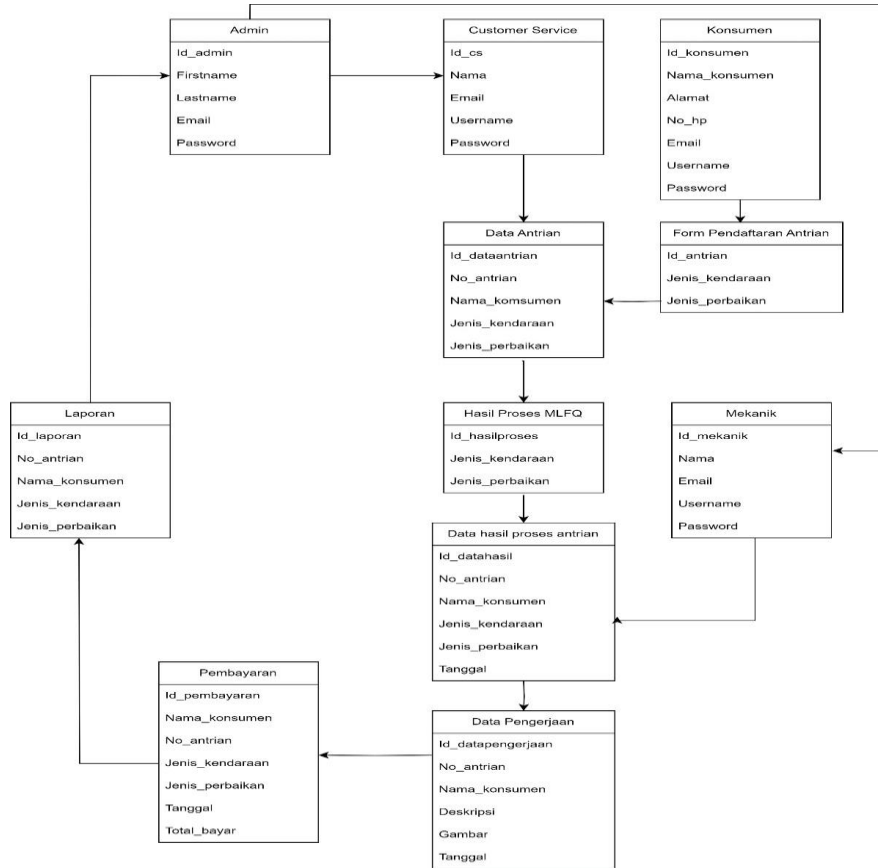 Admin
Id_admin
Firstname
Lastname
Email
Password
Customer Service
Id_cs
Nama
Email
Username
Password
Konsumen
Id_konsumen
Nama_konsumen
Alamat
No_hp
Email
Username
Password
Data Antrian
Id_dataantrian
No_antrian
Nama_komsumen
Jenis_kendaraan
Jenis_perbaikan
Form Pendaftaran Antrian
Id_antrian
Jenis_kendaraan
Jenis_perbaikan
Laporan
Id_laporan
No_antrian
Nama_konsumen
Jenis_kendaraan
Jenis_perbaikan
Hasil Proses MLFQ
Id_hasilproses
Jenis_kendaraan
Jenis_perbaikan
Mekanik
Id_mekanik
Nama
Email
Username
Password
Data hasil proses antrian
Id_datahasil
No_antrian
Nama_konsumen
Jenis_kendaraan
Jenis_perbaikan
Tanggal
Pembayaran
Id_pembayaran
Nama_konsumen
No_antrian
Jenis_kendaraan
Jenis_perbaikan
Tanggal
Total_bayar
Data Pengerjaan
Id_datapengerjaan
No_antrian
Nama_konsumen
Deskripsi
Gambar
Tanggal